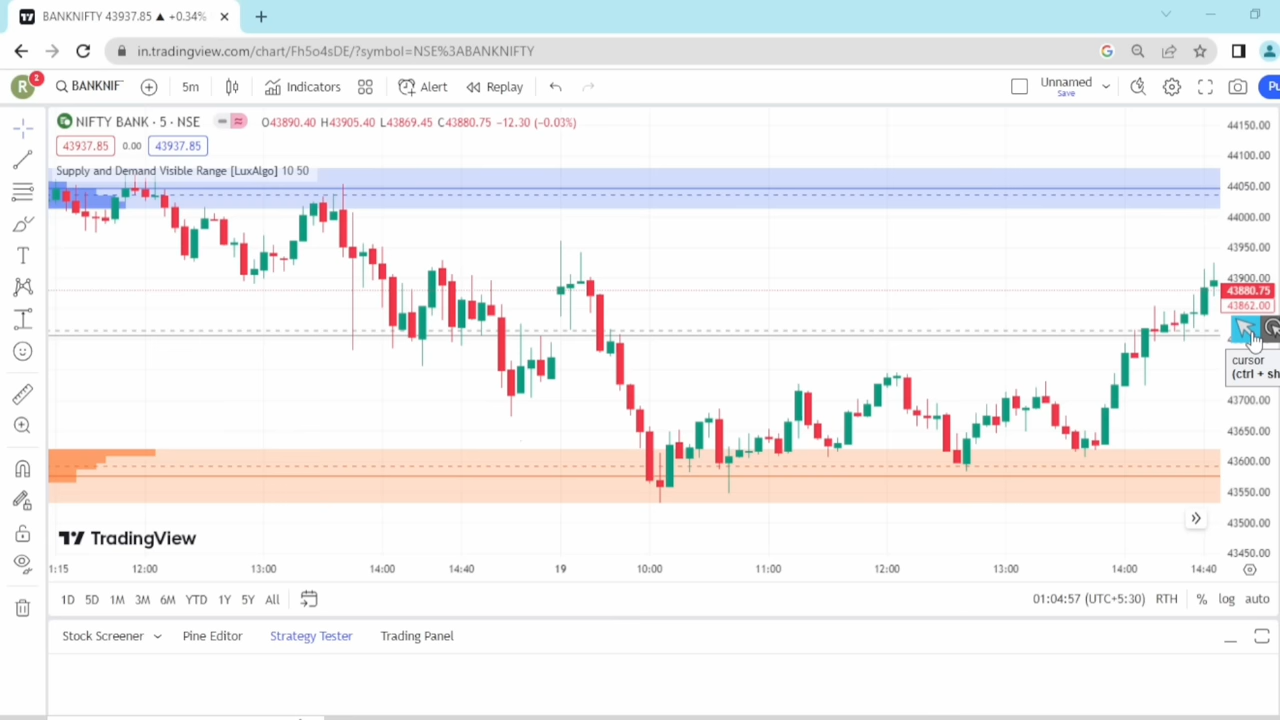 BANKNIFTY 43937.85 ▲ +0.34%
in.tradingview.com/chart/Fh5o4sDE/?symbol=NSE%3ABANKNIFTY
R 2 BANKNIF 5m Indicators Alert Replay Unnamed Save Pu
NIFTY BANK · 5 · NSE O43890.40 H43905.40 L43869.45 C43880.75 −12.30 (−0.03%)
43937.85 0.00 43937.85
Supply and Demand Visible Range [LuxAlgo] 10 50
44150.00
44100.00
44050.00
44000.00
43950.00
43900.00
43880.75
43862.00
cursor
(ctrl + sh
43700.00
43650.00
43600.00
43550.00
43500.00
43450.00
TradingView
1:15 12:00 13:00 14:00 14:40 19 10:00 11:00 12:00 13:00 14:00 14:40
1D 5D 1M 3M 6M YTD 1Y 5Y All 01:04:57 (UTC+5:30) RTH % log auto
Stock Screener Pine Editor Strategy Tester Trading Panel